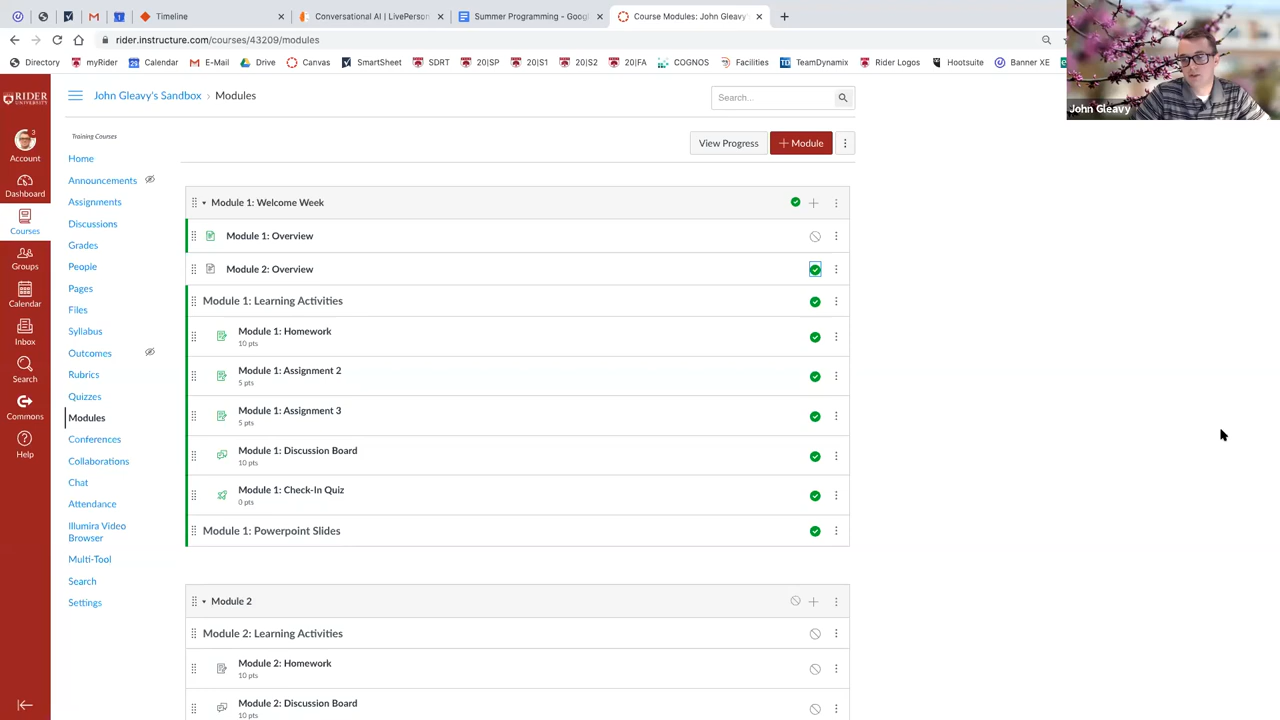 Timeline
Conversational AI | LivePerson
Summer Programming - Googl
Course Modules: John Gleavy'
rider.instructure.com/courses/43209/modules
Directory
myRider
Calendar
E-Mail
Drive
Canvas
SmartSheet
SDRT
20|SP
20|S1
20|S2
20|FA
COGNOS
Facilities
TeamDynamix
Rider Logos
Hootsuite
Banner XE
John Gleavy
RIDER
UNIVERSITY
3
Account
Dashboard
Courses
Groups
Calendar
Inbox
Search
Commons
Help
John Gleavy's Sandbox › Modules
Search...
Training Courses
Home
Announcements
Assignments
Discussions
Grades
People
Pages
Files
Syllabus
Outcomes
Rubrics
Quizzes
Modules
Conferences
Collaborations
Chat
Attendance
Illumira Video
Browser
Multi-Tool
Search
Settings
View Progress
+ Module
Module 1: Welcome Week
Module 1: Overview
Module 2: Overview
Module 1: Learning Activities
Module 1: Homework
10 pts
Module 1: Assignment 2
5 pts
Module 1: Assignment 3
5 pts
Module 1: Discussion Board
10 pts
Module 1: Check-In Quiz
0 pts
Module 1: Powerpoint Slides
Module 2
Module 2: Learning Activities
Module 2: Homework
10 pts
Module 2: Discussion Board
10 pts